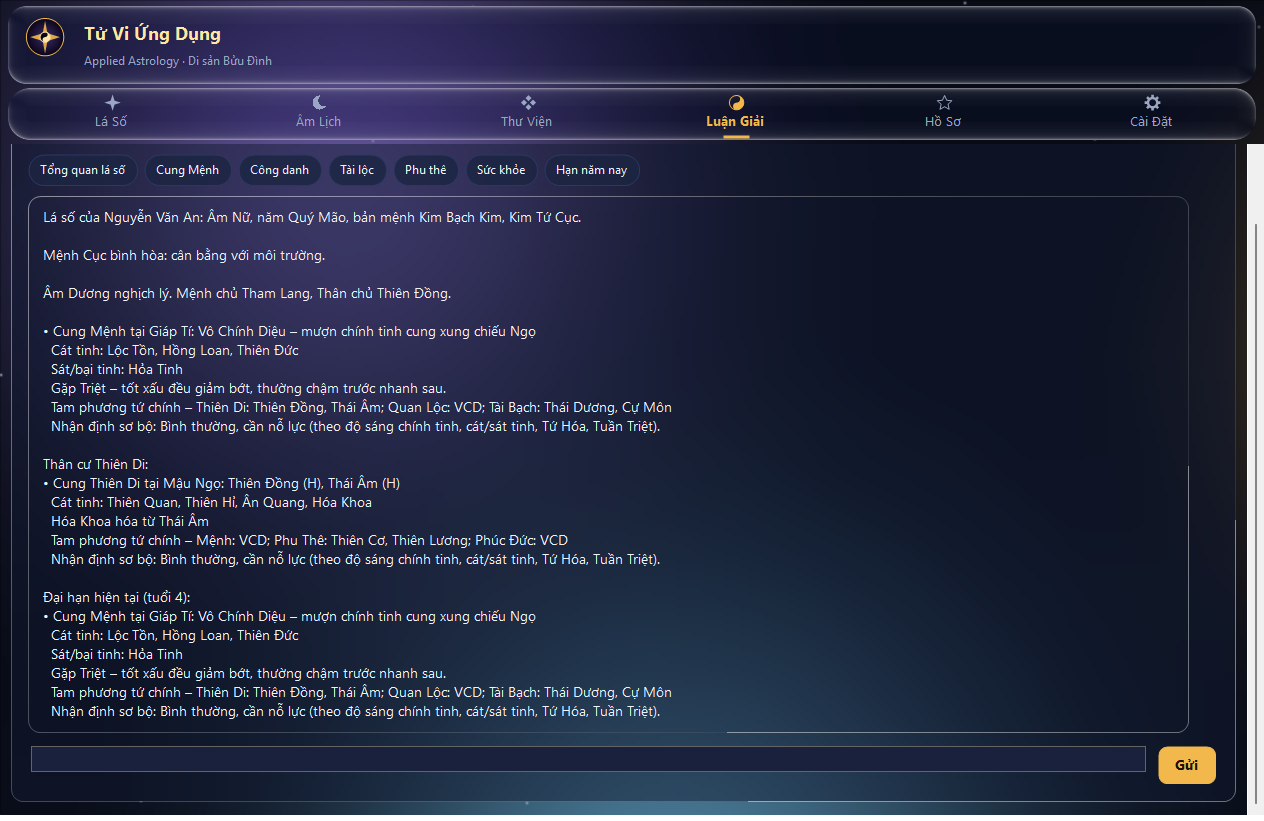 Tử Vi Ứng Dụng
Applied Astrology · Di sản Bửu Đình
Lá Số
Âm Lịch
Thư Viện
Luận Giải
Hồ Sơ
Cài Đặt
Tổng quan lá số
Cung Mệnh
Công danh
Tài lộc
Phu thê
Sức khỏe
Hạn năm nay
Lá số của Nguyễn Văn An: Âm Nữ, năm Quý Mão, bản mệnh Kim Bạch Kim, Kim Tứ Cục.
Mệnh Cục bình hòa: cân bằng với môi trường.
Âm Dương nghịch lý. Mệnh chủ Tham Lang, Thân chủ Thiên Đồng.
• Cung Mệnh tại Giáp Tí: Vô Chính Diệu – mượn chính tinh cung xung chiếu Ngọ
Cát tinh: Lộc Tồn, Hồng Loan, Thiên Đức
Sát/bại tinh: Hỏa Tinh
Gặp Triệt – tốt xấu đều giảm bớt, thường chậm trước nhanh sau.
Tam phương tứ chính – Thiên Di: Thiên Đồng, Thái Âm; Quan Lộc: VCD; Tài Bạch: Thái Dương, Cự Môn
Nhận định sơ bộ: Bình thường, cần nỗ lực (theo độ sáng chính tinh, cát/sát tinh, Tứ Hóa, Tuần Triệt).
Thân cư Thiên Di:
• Cung Thiên Di tại Mậu Ngọ: Thiên Đồng (H), Thái Âm (H)
Cát tinh: Thiên Quan, Thiên Hỉ, Ân Quang, Hóa Khoa
Hóa Khoa hóa từ Thái Âm
Tam phương tứ chính – Mệnh: VCD; Phu Thê: Thiên Cơ, Thiên Lương; Phúc Đức: VCD
Nhận định sơ bộ: Bình thường, cần nỗ lực (theo độ sáng chính tinh, cát/sát tinh, Tứ Hóa, Tuần Triệt).
Đại hạn hiện tại (tuổi 4):
• Cung Mệnh tại Giáp Tí: Vô Chính Diệu – mượn chính tinh cung xung chiếu Ngọ
Cát tinh: Lộc Tồn, Hồng Loan, Thiên Đức
Sát/bại tinh: Hỏa Tinh
Gặp Triệt – tốt xấu đều giảm bớt, thường chậm trước nhanh sau.
Tam phương tứ chính – Thiên Di: Thiên Đồng, Thái Âm; Quan Lộc: VCD; Tài Bạch: Thái Dương, Cự Môn
Nhận định sơ bộ: Bình thường, cần nỗ lực (theo độ sáng chính tinh, cát/sát tinh, Tứ Hóa, Tuần Triệt).
Gửi